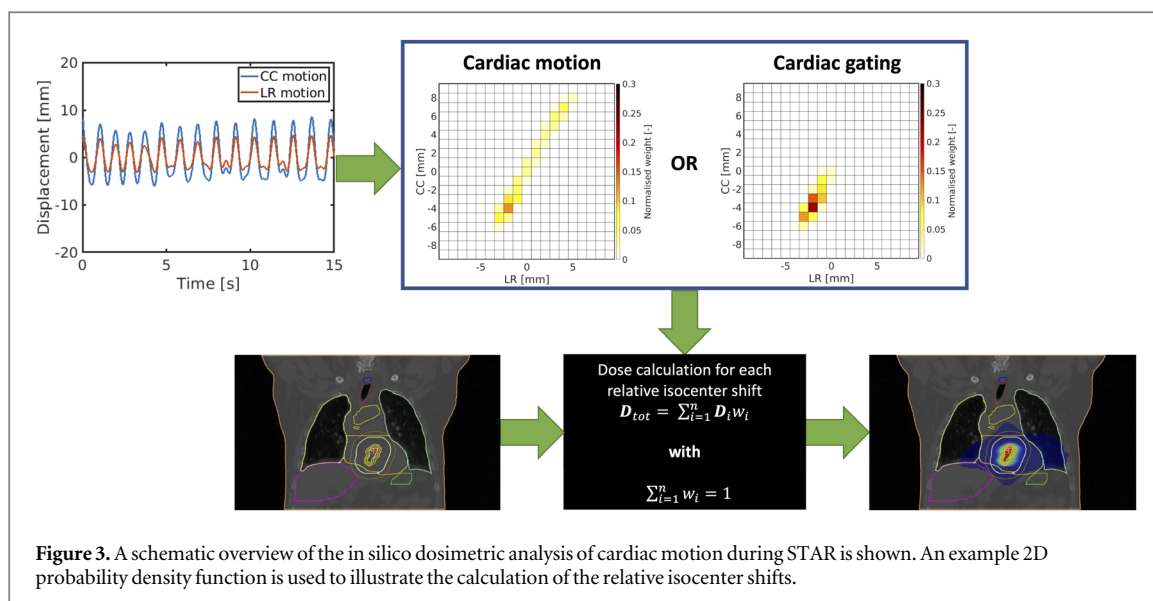 20
10
0
-10
-20
Displacement [mm]
CC motion
LR motion
0
5
10
15
Time [s]
Cardiac motion
8
6
4
2
0
-2
-4
-6
-8
CC [mm]
-5
0
5
LR [mm]
0.3
0.25
0.2
0.15
0.1
0.05
0
Normalised weight [-]
OR
Cardiac gating
8
6
4
2
0
-2
-4
-6
-8
CC [mm]
-5
0
5
LR [mm]
0.3
0.25
0.2
0.15
0.1
0.05
0
Normalised weight [-]
Dose calculation for each
relative isocenter shift
𝑫_{tot} = ∑_{i=1}^{n} 𝑫_i w_i
with
∑_{i=1}^{n} w_i = 1
Figure 3. A schematic overview of the in silico dosimetric analysis of cardiac motion during STAR is shown. An example 2D
probability density function is used to illustrate the calculation of the relative isocenter shifts.